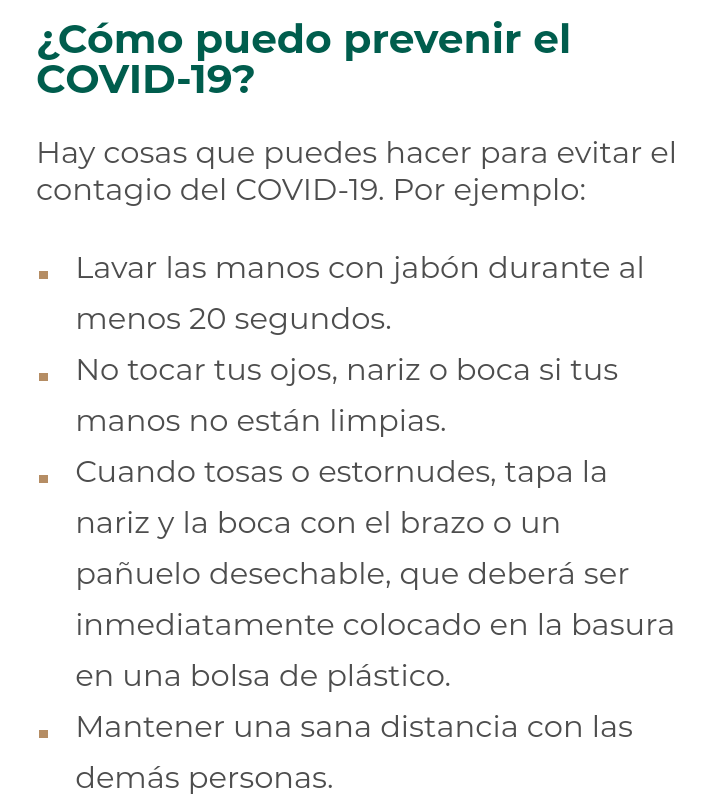 ¿Cómo puedo prevenir el
COVID-19?
Hay cosas que puedes hacer para evitar el
contagio del COVID-19. Por ejemplo:
Lavar las manos con jabón durante al
menos 20 segundos.
No tocar tus ojos, nariz o boca si tus
manos no están limpias.
Cuando tosas o estornudes, tapa la
nariz y la boca con el brazo o un
pañuelo desechable, que deberá ser
inmediatamente colocado en la basura
en una bolsa de plástico.
Mantener una sana distancia con las
demás personas.